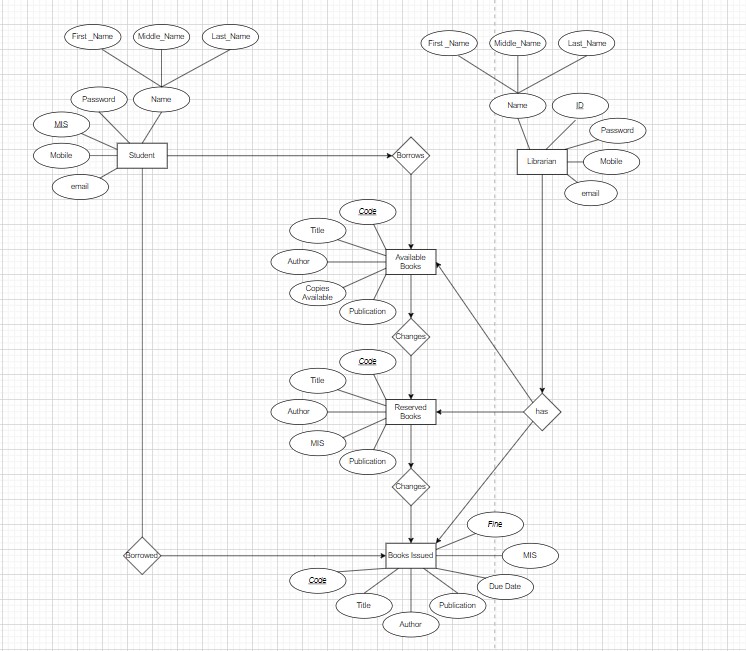 First _Name
Middle_Name
Last_Name
First _Name
Middle_Name
Last_Name
Password
Name
Name
ID
MIS
Password
Mobile
Student
Borrows
Librarian
Mobile
email
email
Code
Title
Author
Available
Books
Copies
Available
Publication
Changes
Code
Title
Author
Reserved
Books
has
MIS
Publication
Changes
Fine
Borrowed
Books Issued
MIS
Code
Due Date
Title
Publication
Author